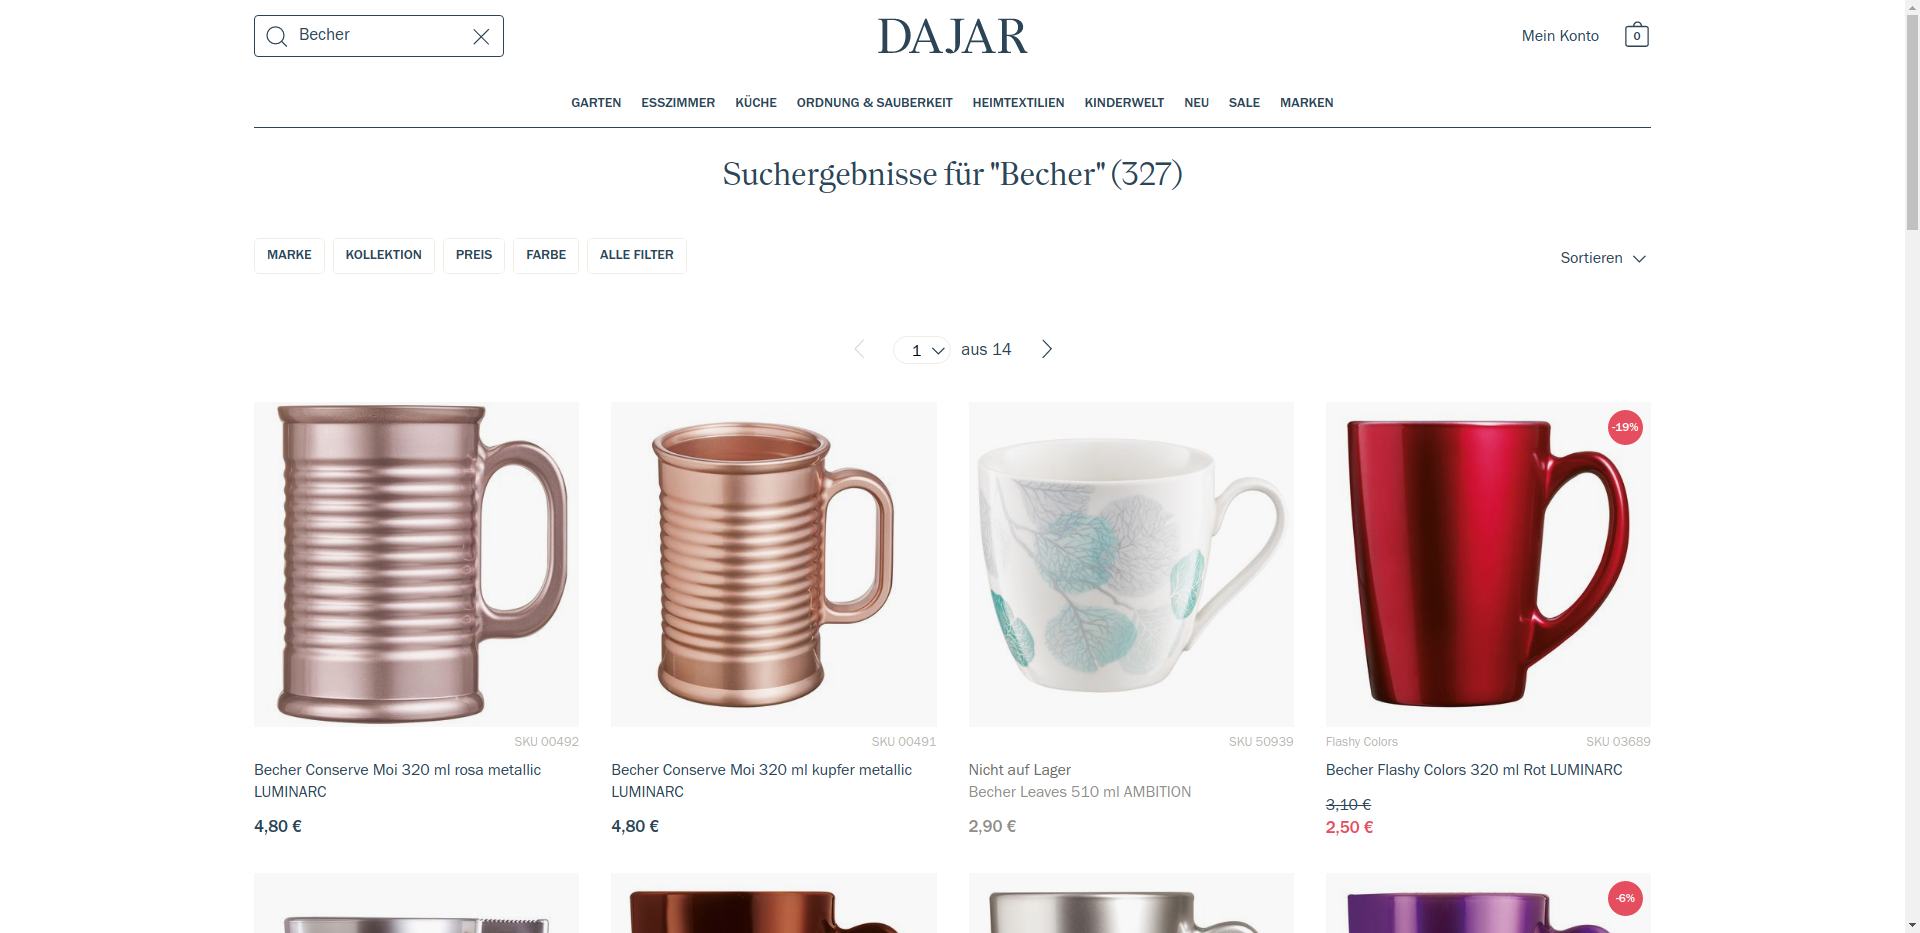 Becher
DAJAR
Mein Konto
0
GARTEN ESSZIMMER KÜCHE ORDNUNG & SAUBERKEIT HEIMTEXTILIEN KINDERWELT NEU SALE MARKEN
Suchergebnisse für "Becher" (327)
MARKE KOLLEKTION PREIS FARBE ALLE FILTER
Sortieren
1 aus 14
-19%
SKU 00492
Becher Conserve Moi 320 ml rosa metallic
LUMINARC
4,80 €
SKU 00491
Becher Conserve Moi 320 ml kupfer metallic
LUMINARC
4,80 €
SKU 50939
Nicht auf Lager
Becher Leaves 510 ml AMBITION
2,90 €
Flashy Colors SKU 03689
Becher Flashy Colors 320 ml Rot LUMINARC
3,10 €
2,50 €
-6%